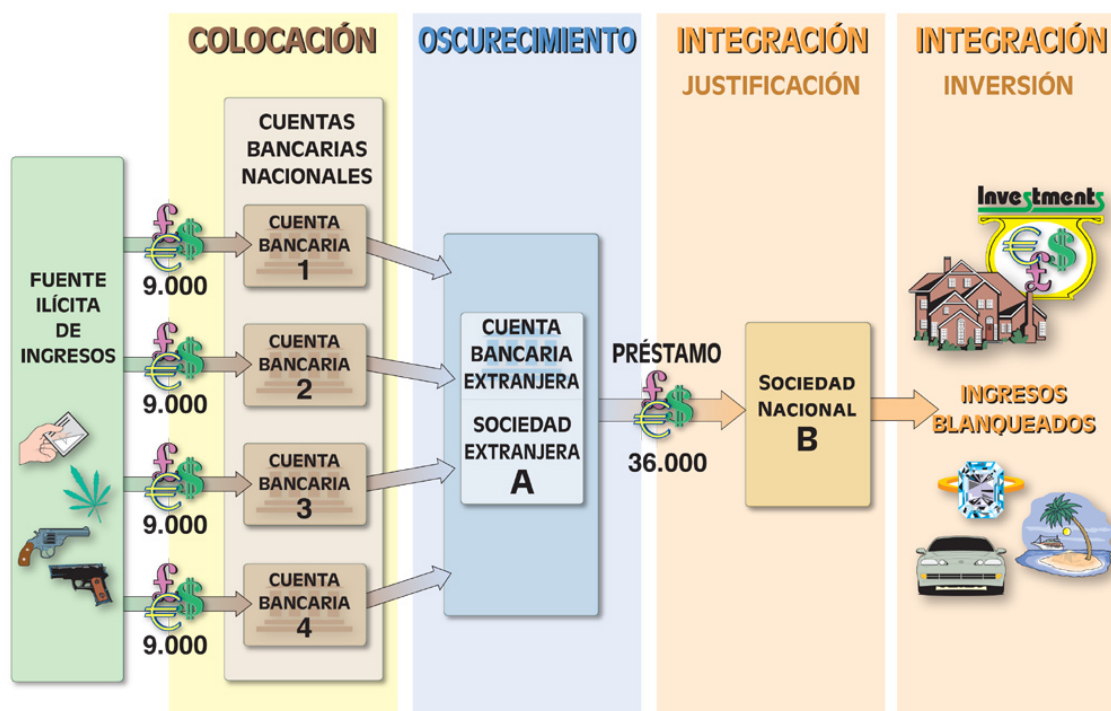 COLOCACIÓN
OSCURECIMIENTO
INTEGRACIÓN
JUSTIFICACIÓN
INTEGRACIÓN
INVERSIÓN
FUENTE
ILÍCITA
DE
INGRESOS
£
€$
9.000
£
€$
9.000
£
€$
9.000
£
€$
9.000
CUENTAS
BANCARIAS
NACIONALES
CUENTA
BANCARIA
1
CUENTA
BANCARIA
2
CUENTA
BANCARIA
3
CUENTA
BANCARIA
4
CUENTA
BANCARIA
EXTRANJERA
SOCIEDAD
EXTRANJERA
A
PRÉSTAMO
£
€$
36.000
SOCIEDAD
NACIONAL
B
Investments
€$
£
INGRESOS
BLANQUEADOS